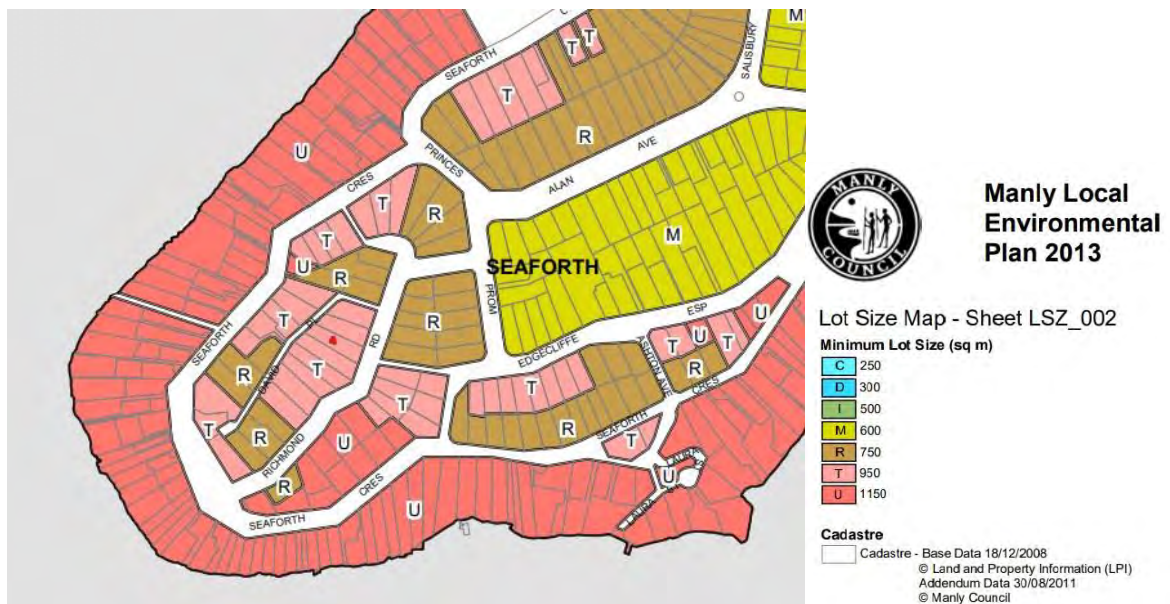 SEAFORTH
C
T
T
M
SALISBURY
T
R
U
PRINCES
CRES
AVE
ALAN
T
R
T
U
R
M
SEAFORTH
PROM
ESP
U
SEAFORTH
T
PL
4
RD
R
EDGECLIFFE
T
U
T
ASHTON AVE
R
CRES
R
DAVID
T
T
T
T
R
RICHMOND
U
R
SEAFORTH
T
LAURA
U
R
CRES
U
SEAFORTH
LAURA
MANLY
COUNCIL
Manly Local
Environmental
Plan 2013
Lot Size Map - Sheet LSZ_002
Minimum Lot Size (sq m)
C 250
D 300
I 500
M 600
R 750
T 950
U 1150
Cadastre
Cadastre - Base Data 18/12/2008
© Land and Property Information (LPI)
Addendum Data 30/08/2011
© Manly Council